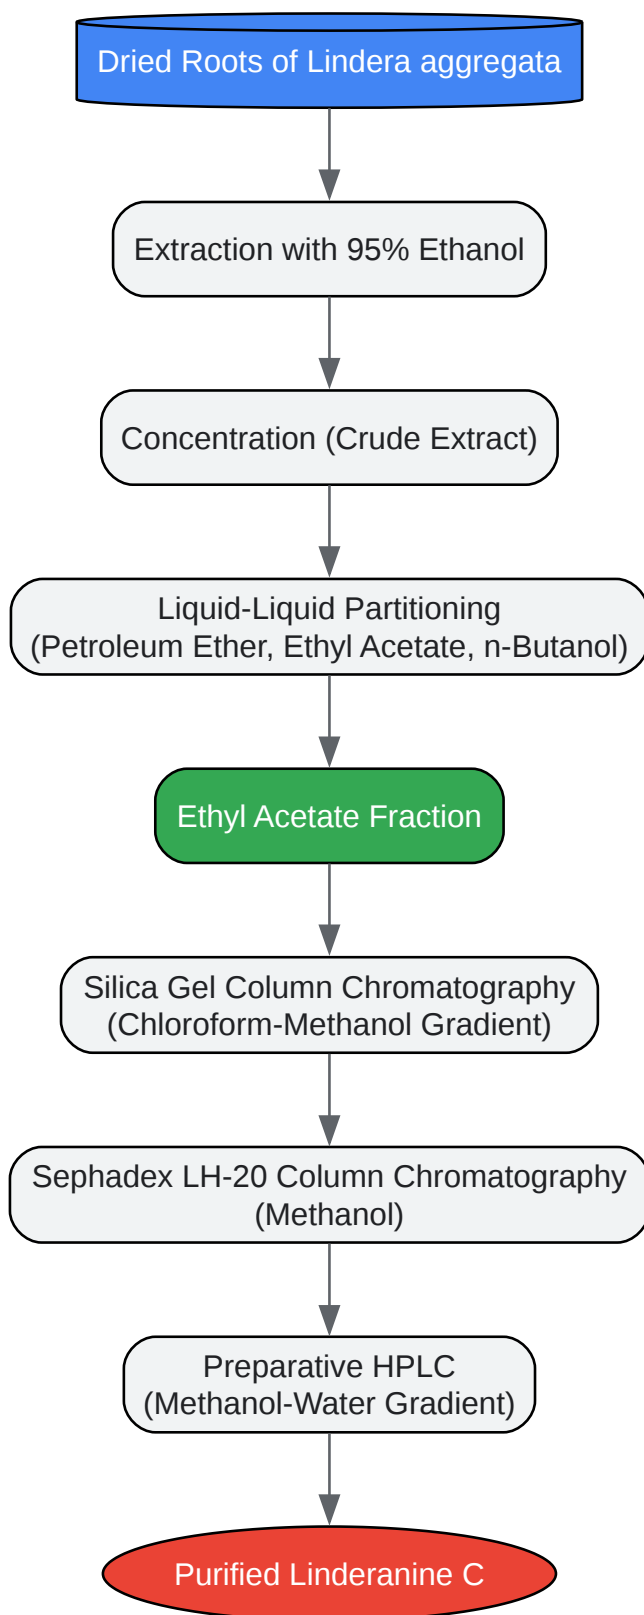 Dried Roots of Lindera aggregata
Extraction with 95% Ethanol
Concentration (Crude Extract)
Liquid-Liquid Partitioning
(Petroleum Ether, Ethyl Acetate, n-Butanol)
Ethyl Acetate Fraction
Silica Gel Column Chromatography
(Chloroform-Methanol Gradient)
Sephadex LH-20 Column Chromatography
(Methanol)
Preparative HPLC
(Methanol-Water Gradient)
Purified Linderanine C